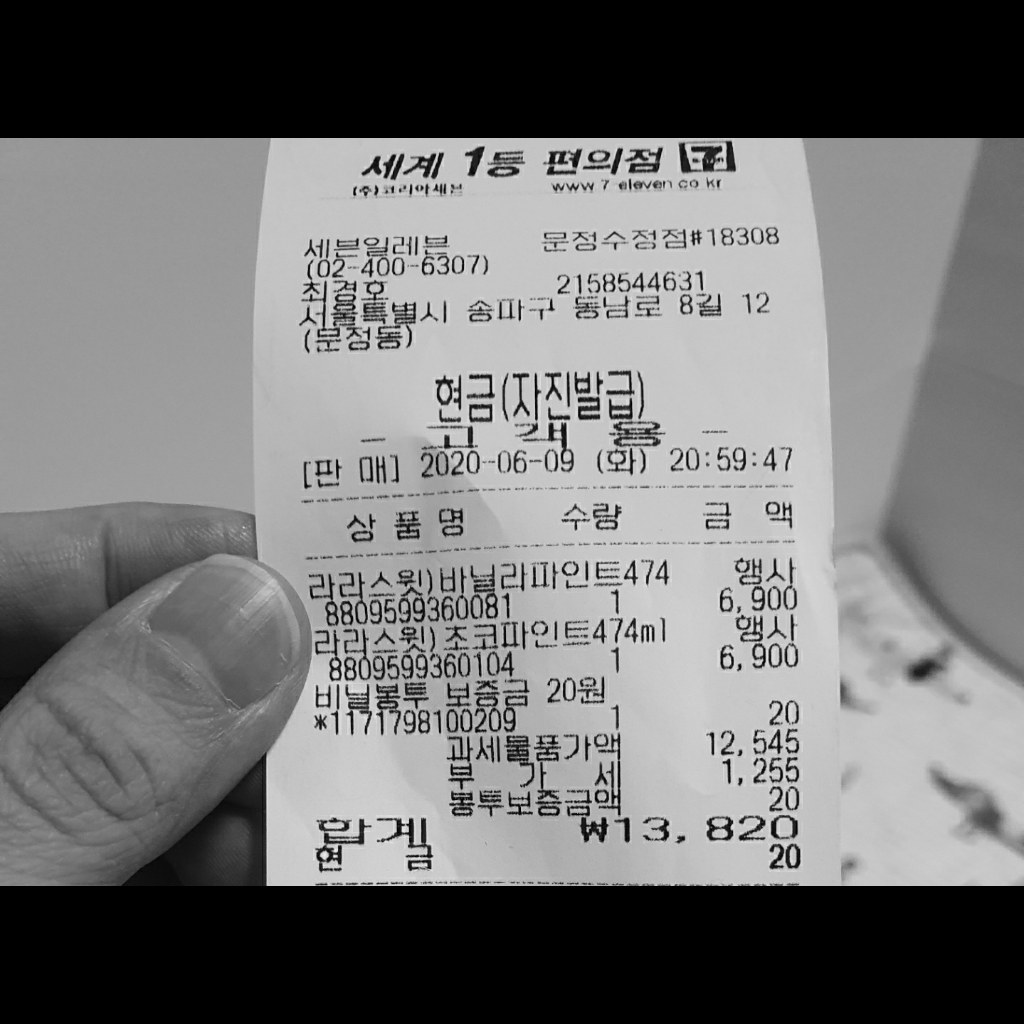 세계 1등 편의점 7
(주)코리아세븐 www.7-eleven.co.kr
세븐일레븐 문정수정점#18308
(02-400-6307)
최경호 2158544631
서울특별시 송파구 동남로 8길 12
(문정동)
현금(자진발급)
- 고 객 용 -
[판 매] 2020-06-09 (화) 20:59:47
상 품 명 수량 금 액
라라스윗)바닐라파인트474 행사
8809599360081 1 6,900
라라스윗)초코파인트474ml 행사
8809599360104 1 6,900
비닐봉투 보증금 20원
*1171798100209 1 20
과세물품가액 12,545
부 가 세 1,255
봉투보증금액 20
합계 ₩13,820
현 금 20